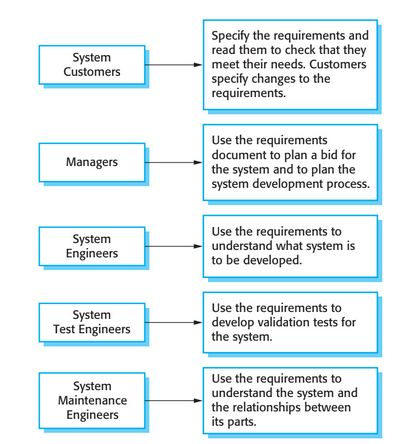 System
Customers
Specify the requirements and
read them to check that they
meet their needs. Customers
specify changes to the
requirements.
Managers
Use the requirements
document to plan a bid for
the system and to plan the
system development process.
System
Engineers
Use the requirements to
understand what system is
to be developed.
System
Test Engineers
Use the requirements to
develop validation tests for
the system.
System
Maintenance
Engineers
Use the requirements to
understand the system and
the relationships between
its parts.